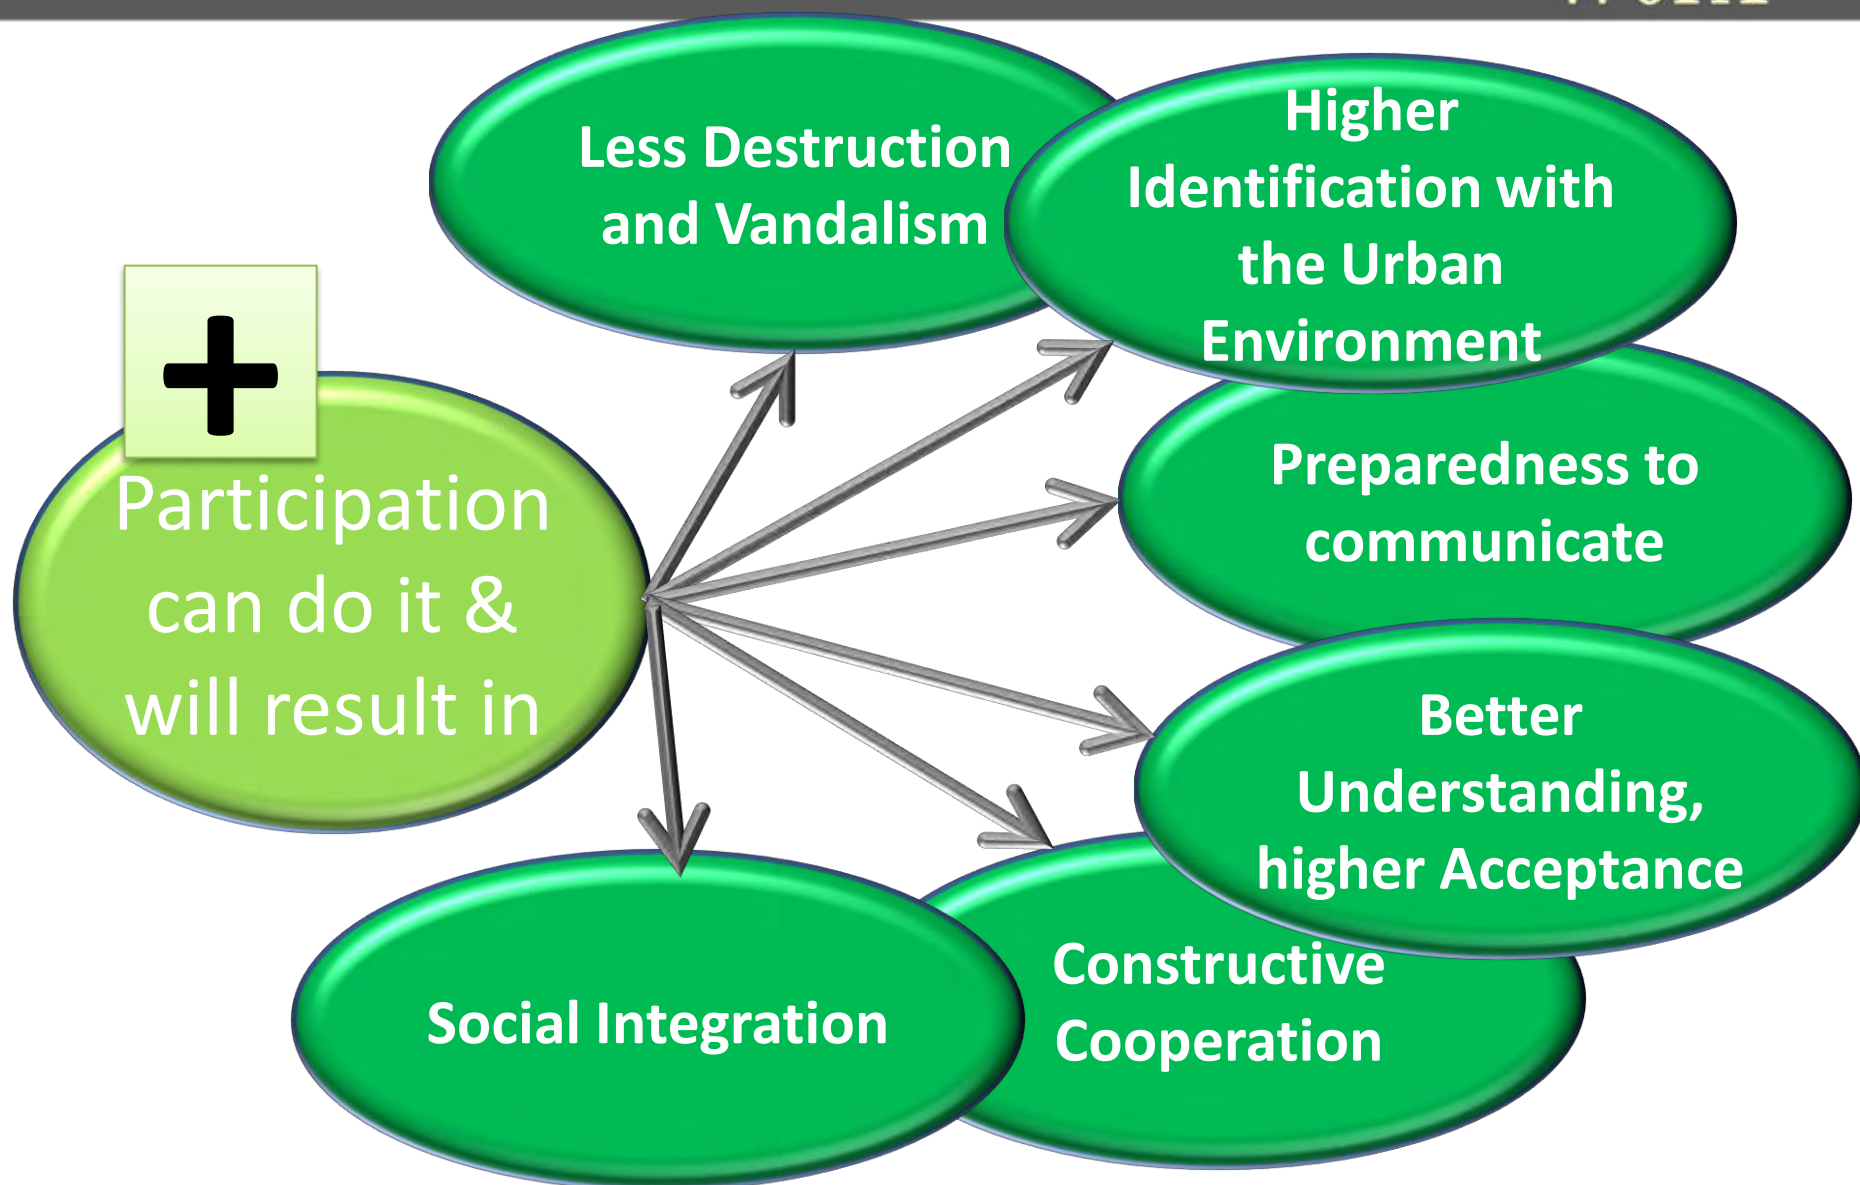 Less Destruction
and Vandalism
Higher
Identification with
the Urban
Environment
+
Participation
can do it &
will result in
Preparedness to
communicate
Better
Understanding,
higher Acceptance
Constructive
Cooperation
Social Integration